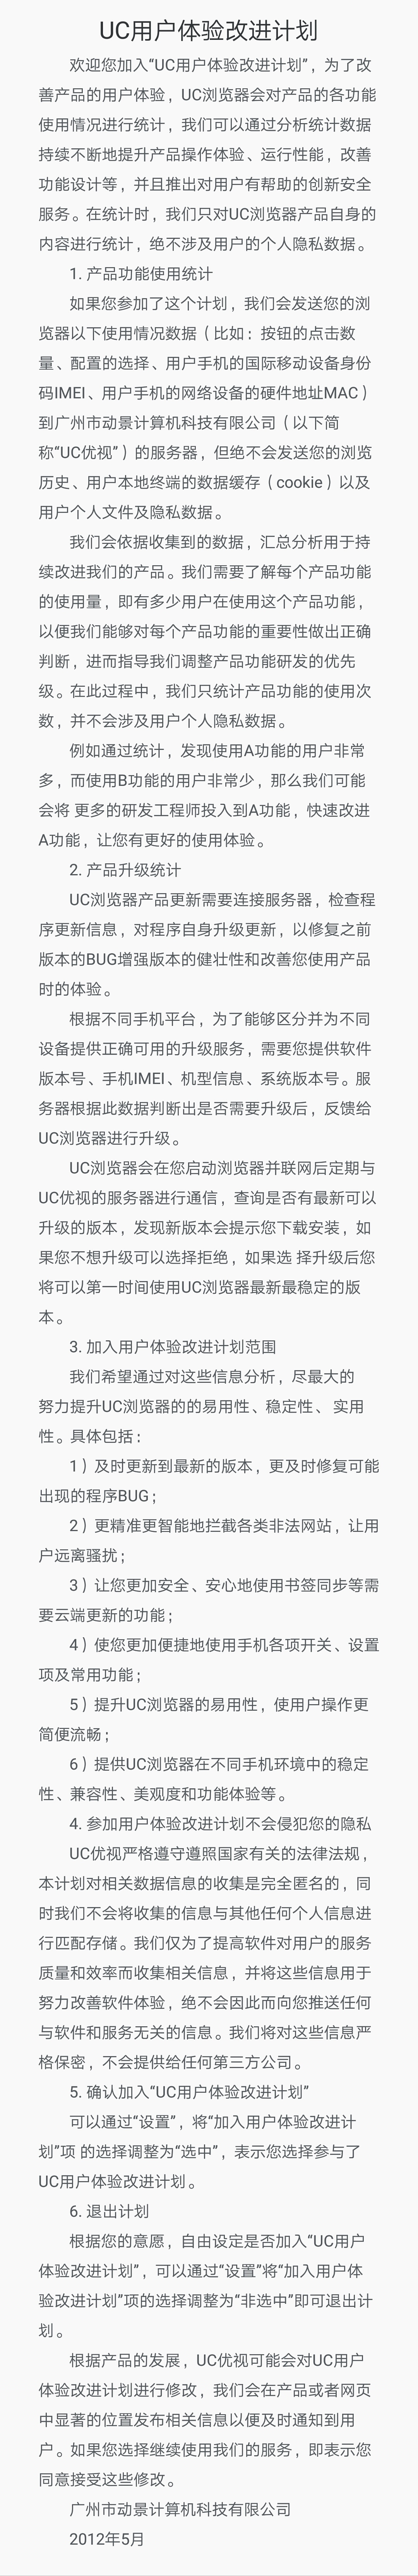 UC用户体验改进计划
欢迎您加入“UC用户体验改进计划”，为了改
善产品的用户体验，UC浏览器会对产品的各功能
使用情况进行统计，我们可以通过分析统计数据
持续不断地提升产品操作体验、运行性能，改善
功能设计等，并且推出对用户有帮助的创新安全
服务。在统计时，我们只对UC浏览器产品自身的
内容进行统计，绝不涉及用户的个人隐私数据。
1. 产品功能使用统计
如果您参加了这个计划，我们会发送您的浏
览器以下使用情况数据（比如：按钮的点击数
量、配置的选择、用户手机的国际移动设备身份
码IMEI、用户手机的网络设备的硬件地址MAC）
到广州市动景计算机科技有限公司（以下简
称“UC优视”）的服务器，但绝不会发送您的浏览
历史、用户本地终端的数据缓存（cookie）以及
用户个人文件及隐私数据。
我们会依据收集到的数据，汇总分析用于持
续改进我们的产品。我们需要了解每个产品功能
的使用量，即有多少用户在使用这个产品功能，
以便我们能够对每个产品功能的重要性做出正确
判断，进而指导我们调整产品功能研发的优先
级。在此过程中，我们只统计产品功能的使用次
数，并不会涉及用户个人隐私数据。
例如通过统计，发现使用A功能的用户非常
多，而使用B功能的用户非常少，那么我们可能
会将 更多的研发工程师投入到A功能，快速改进
A功能，让您有更好的使用体验。
2. 产品升级统计
UC浏览器产品更新需要连接服务器，检查程
序更新信息，对程序自身升级更新，以修复之前
版本的BUG增强版本的健壮性和改善您使用产品
时的体验。
根据不同手机平台，为了能够区分并为不同
设备提供正确可用的升级服务，需要您提供软件
版本号、手机IMEI、机型信息、系统版本号。服
务器根据此数据判断出是否需要升级后，反馈给
UC浏览器进行升级。
UC浏览器会在您启动浏览器并联网后定期与
UC优视的服务器进行通信，查询是否有最新可以
升级的版本，发现新版本会提示您下载安装，如
果您不想升级可以选择拒绝，如果选 择升级后您
将可以第一时间使用UC浏览器最新最稳定的版
本。
3. 加入用户体验改进计划范围
我们希望通过对这些信息分析，尽最大的
努力提升UC浏览器的的易用性、稳定性、 实用
性。具体包括：
1）及时更新到最新的版本，更及时修复可能
出现的程序BUG；
2）更精准更智能地拦截各类非法网站，让用
户远离骚扰；
3）让您更加安全、安心地使用书签同步等需
要云端更新的功能；
4）使您更加便捷地使用手机各项开关、设置
项及常用功能；
5）提升UC浏览器的易用性，使用户操作更
简便流畅；
6）提供UC浏览器在不同手机环境中的稳定
性、兼容性、美观度和功能体验等。
4. 参加用户体验改进计划不会侵犯您的隐私
UC优视严格遵守遵照国家有关的法律法规，
本计划对相关数据信息的收集是完全匿名的，同
时我们不会将收集的信息与其他任何个人信息进
行匹配存储。我们仅为了提高软件对用户的服务
质量和效率而收集相关信息，并将这些信息用于
努力改善软件体验，绝不会因此而向您推送任何
与软件和服务无关的信息。我们将对这些信息严
格保密，不会提供给任何第三方公司。
5. 确认加入“UC用户体验改进计划”
可以通过“设置”，将“加入用户体验改进计
划”项 的选择调整为“选中”，表示您选择参与了
UC用户体验改进计划。
6. 退出计划
根据您的意愿，自由设定是否加入“UC用户
体验改进计划”，可以通过“设置”将“加入用户体
验改进计划”项的选择调整为“非选中”即可退出计
划。
根据产品的发展，UC优视可能会对UC用户
体验改进计划进行修改，我们会在产品或者网页
中显著的位置发布相关信息以便及时通知到用
户。如果您选择继续使用我们的服务，即表示您
同意接受这些修改。
广州市动景计算机科技有限公司
2012年5月